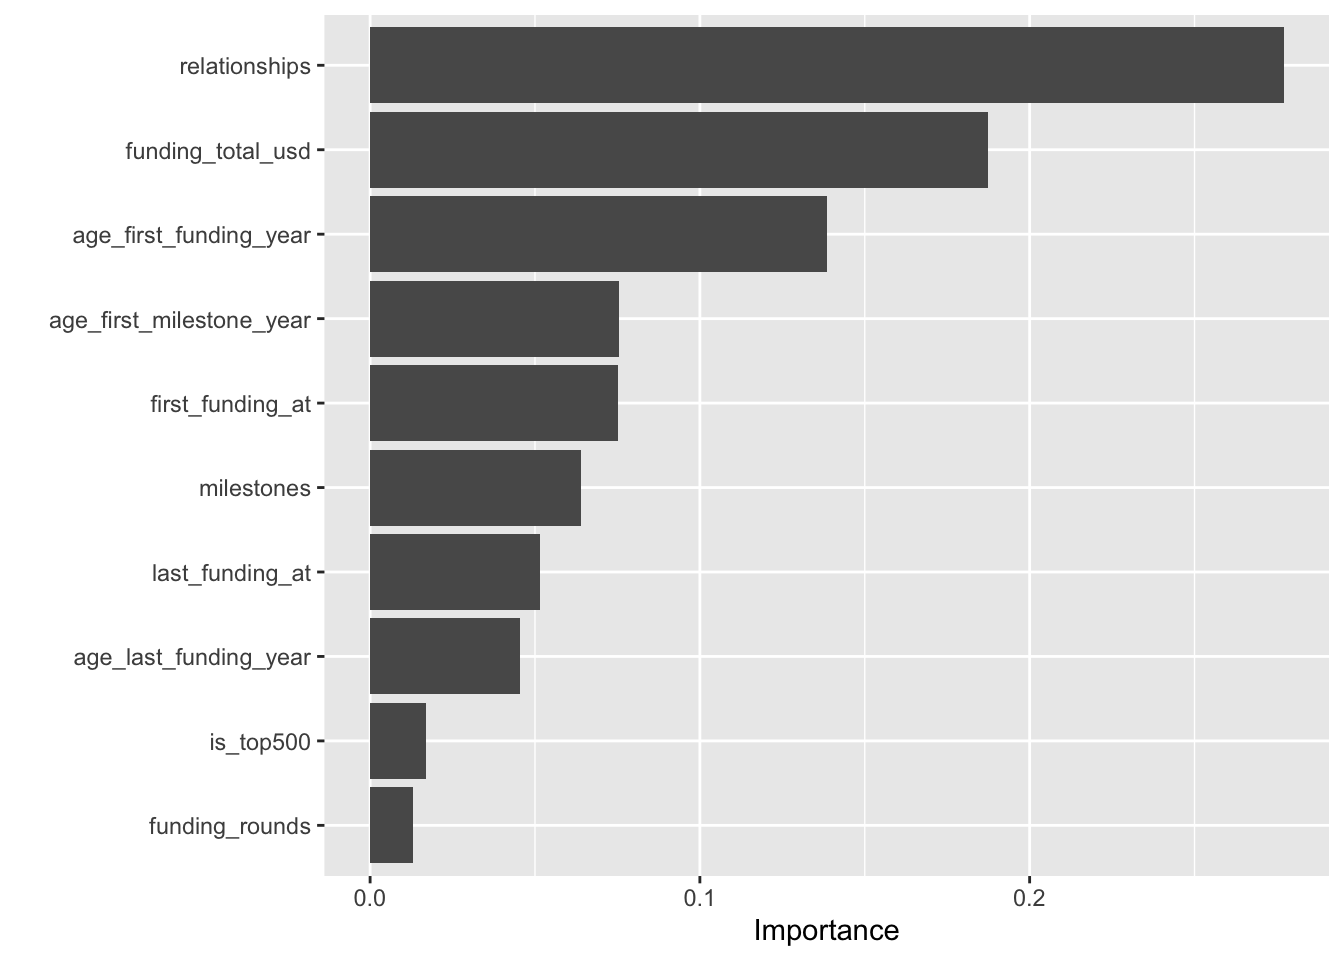 relationships
funding_total_usd
age_first_funding_year
age_first_milestone_year
first_funding_at
milestones
last_funding_at
age_last_funding_year
is_top500
funding_rounds
0.0 0.1 0.2
Importance